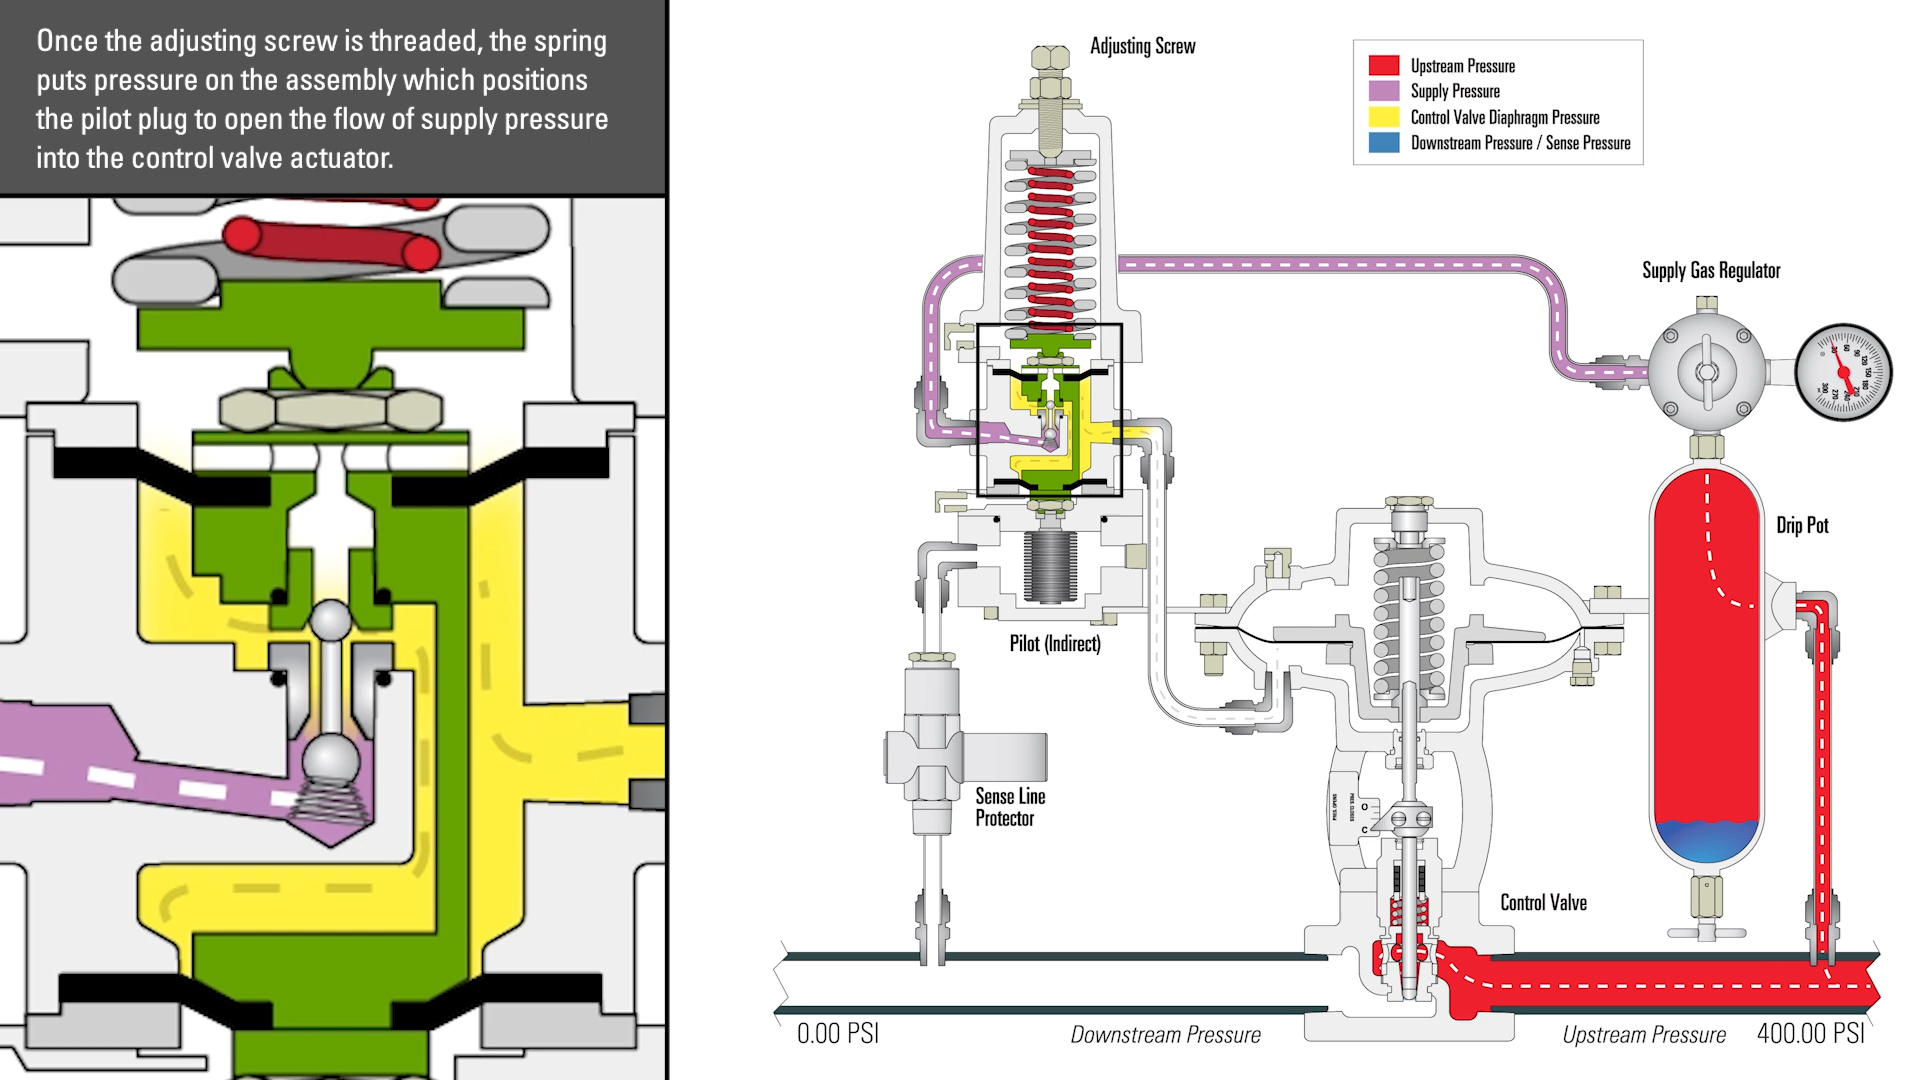 Once the adjusting screw is threaded, the spring
puts pressure on the assembly which positions
the pilot plug to open the flow of supply pressure
into the control valve actuator.
Adjusting Screw
Upstream Pressure
Supply Pressure
Control Valve Diaphragm Pressure
Downstream Pressure / Sense Pressure
Supply Gas Regulator
Drip Pot
Pilot (Indirect)
Sense Line
Protector
Control Valve
0.00 PSI
Downstream Pressure
Upstream Pressure
400.00 PSI